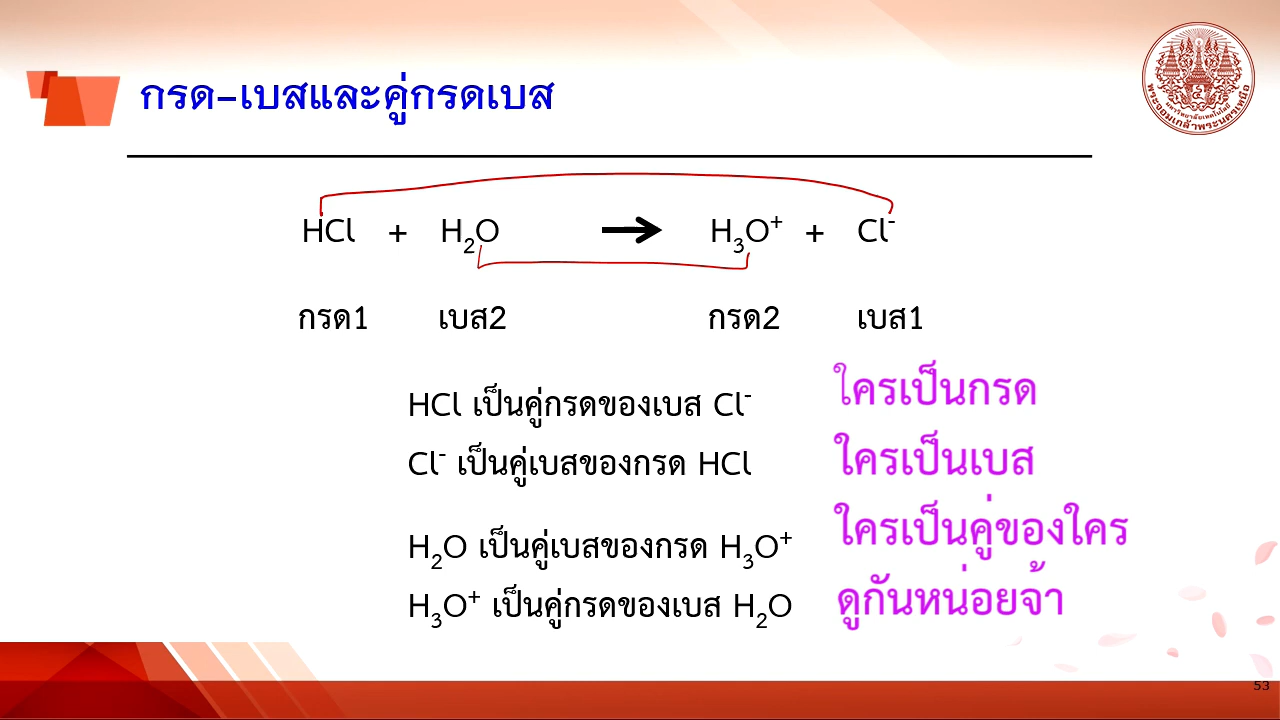 กรด-เบสและคู่กรดเบส
HCl + H₂O → H₃O⁺ + Cl⁻
กรด1 เบส2 กรด2 เบส1
HCl เป็นคู่กรดของเบส Cl⁻
Cl⁻ เป็นคู่เบสของกรด HCl
H₂O เป็นคู่เบสของกรด H₃O⁺
H₃O⁺ เป็นคู่กรดของเบส H₂O
ใครเป็นกรด
ใครเป็นเบส
ใครเป็นคู่ของใคร
ดูกันหน่อยจ้า
53